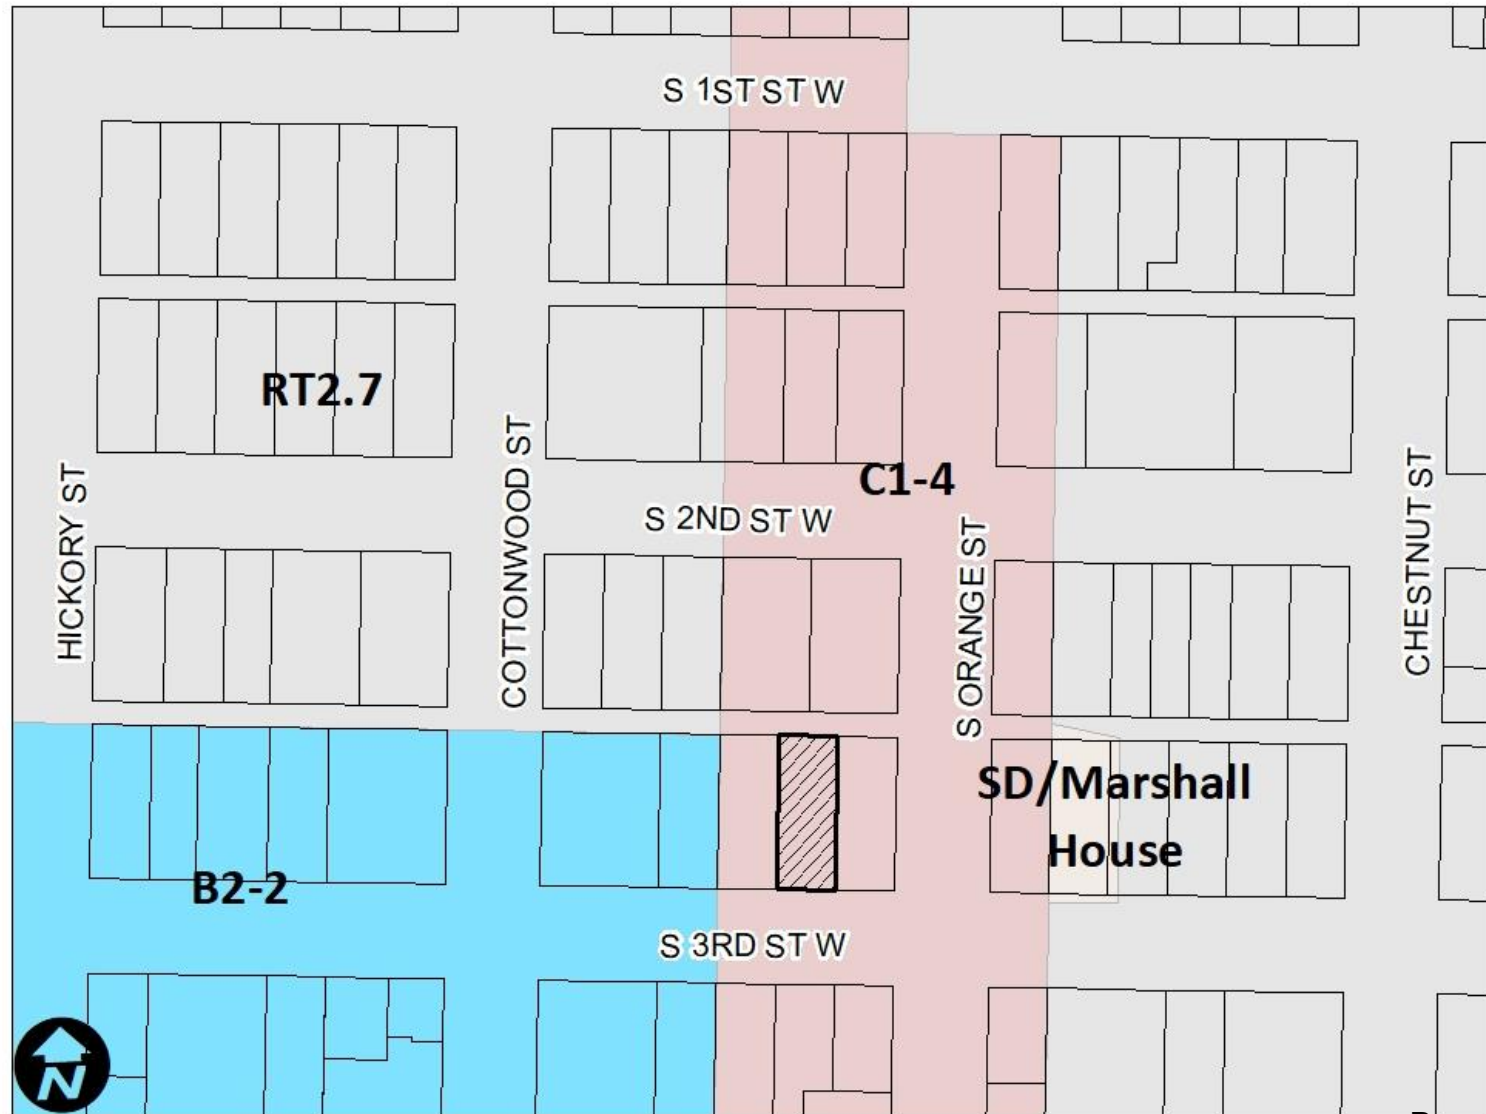 S 1ST ST W
RT2.7
C1-4
HICKORY ST
COTTONWOOD ST
S 2ND ST W
S ORANGE ST
CHESTNUT ST
SD/Marshall
House
B2-2
S 3RD ST W
N